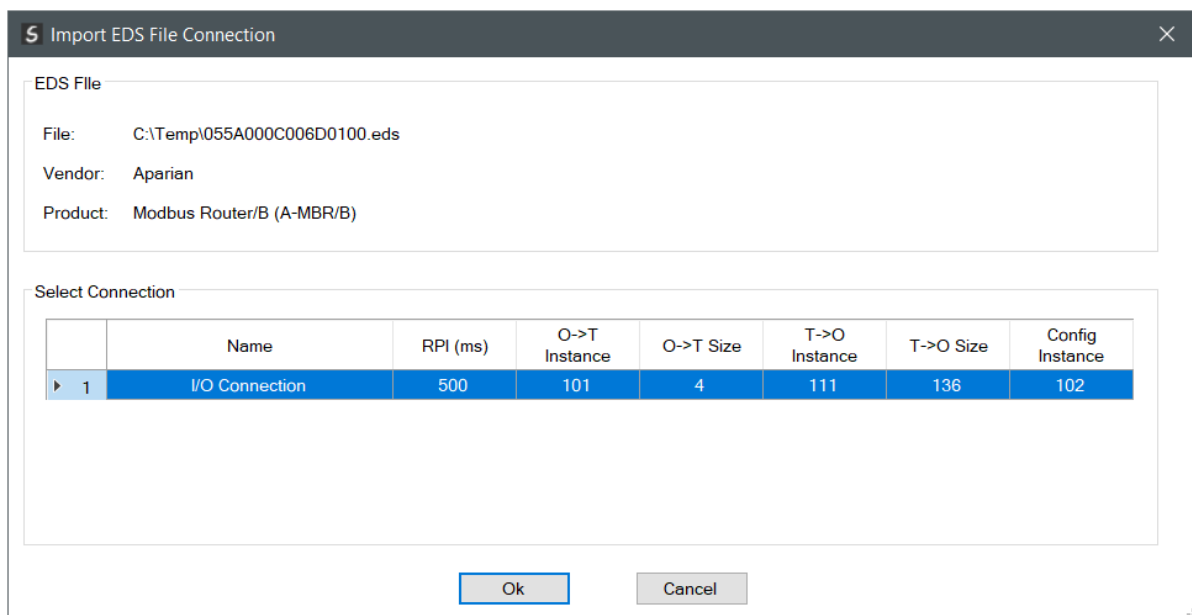 S Import EDS File Connection
EDS FIle
File: C:\Temp\055A000C006D0100.eds
Vendor: Aparian
Product: Modbus Router/B (A-MBR/B)
Select Connection
Name RPI (ms) O->T Instance O->T Size T->O Instance T->O Size Config Instance
1 I/O Connection 500 101 4 111 136 102
Ok Cancel